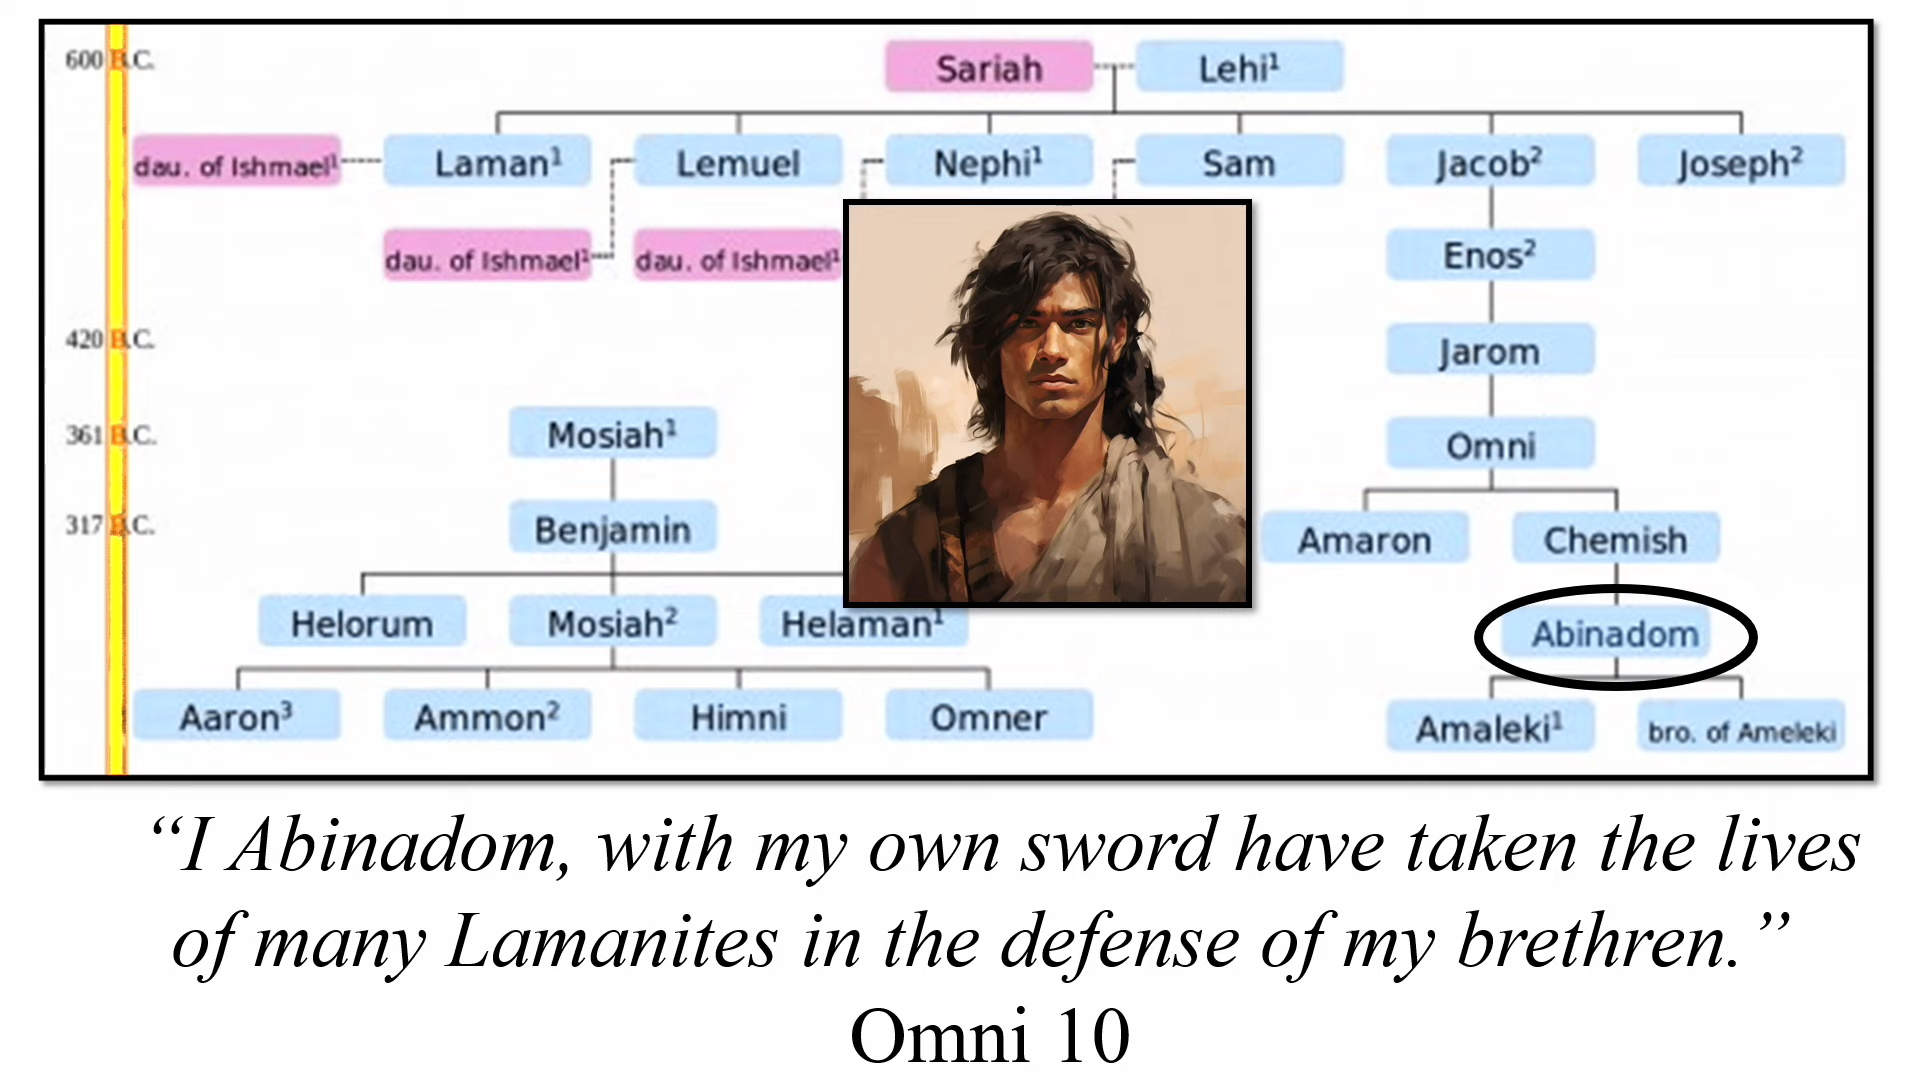 600 B.C.
Sariah Lehi¹
dau. of Ishmael¹ Laman¹ Lemuel Nephi¹ Sam Jacob² Joseph²
dau. of Ishmael¹ dau. of Ishmael¹ Enos²
420 B.C.
Jarom
361 B.C. Mosiah¹ Omni
317 B.C. Benjamin Amaron Chemish
Helorum Mosiah² Helaman¹ Abinadom
Aaron³ Ammon² Himni Omner Amaleki¹ bro. of Ameleki
“I Abinadom, with my own sword have taken the lives
of many Lamanites in the defense of my brethren.”
Omni 10